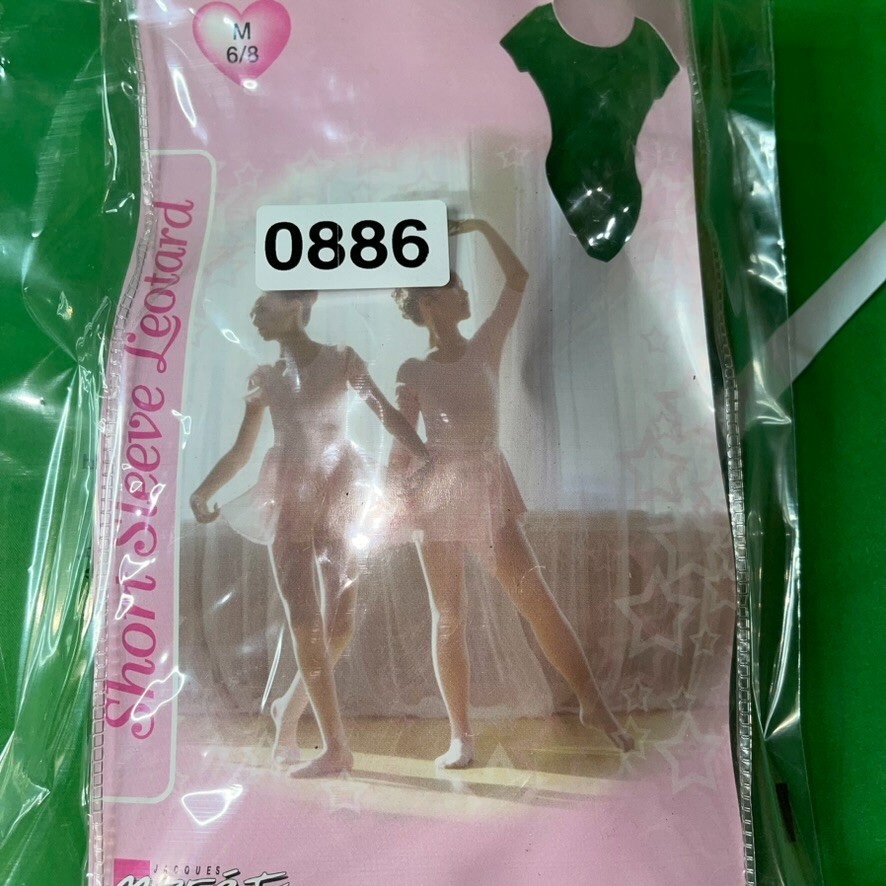 M
6/8
0886
Short Sleeve Leotard
JACQUES